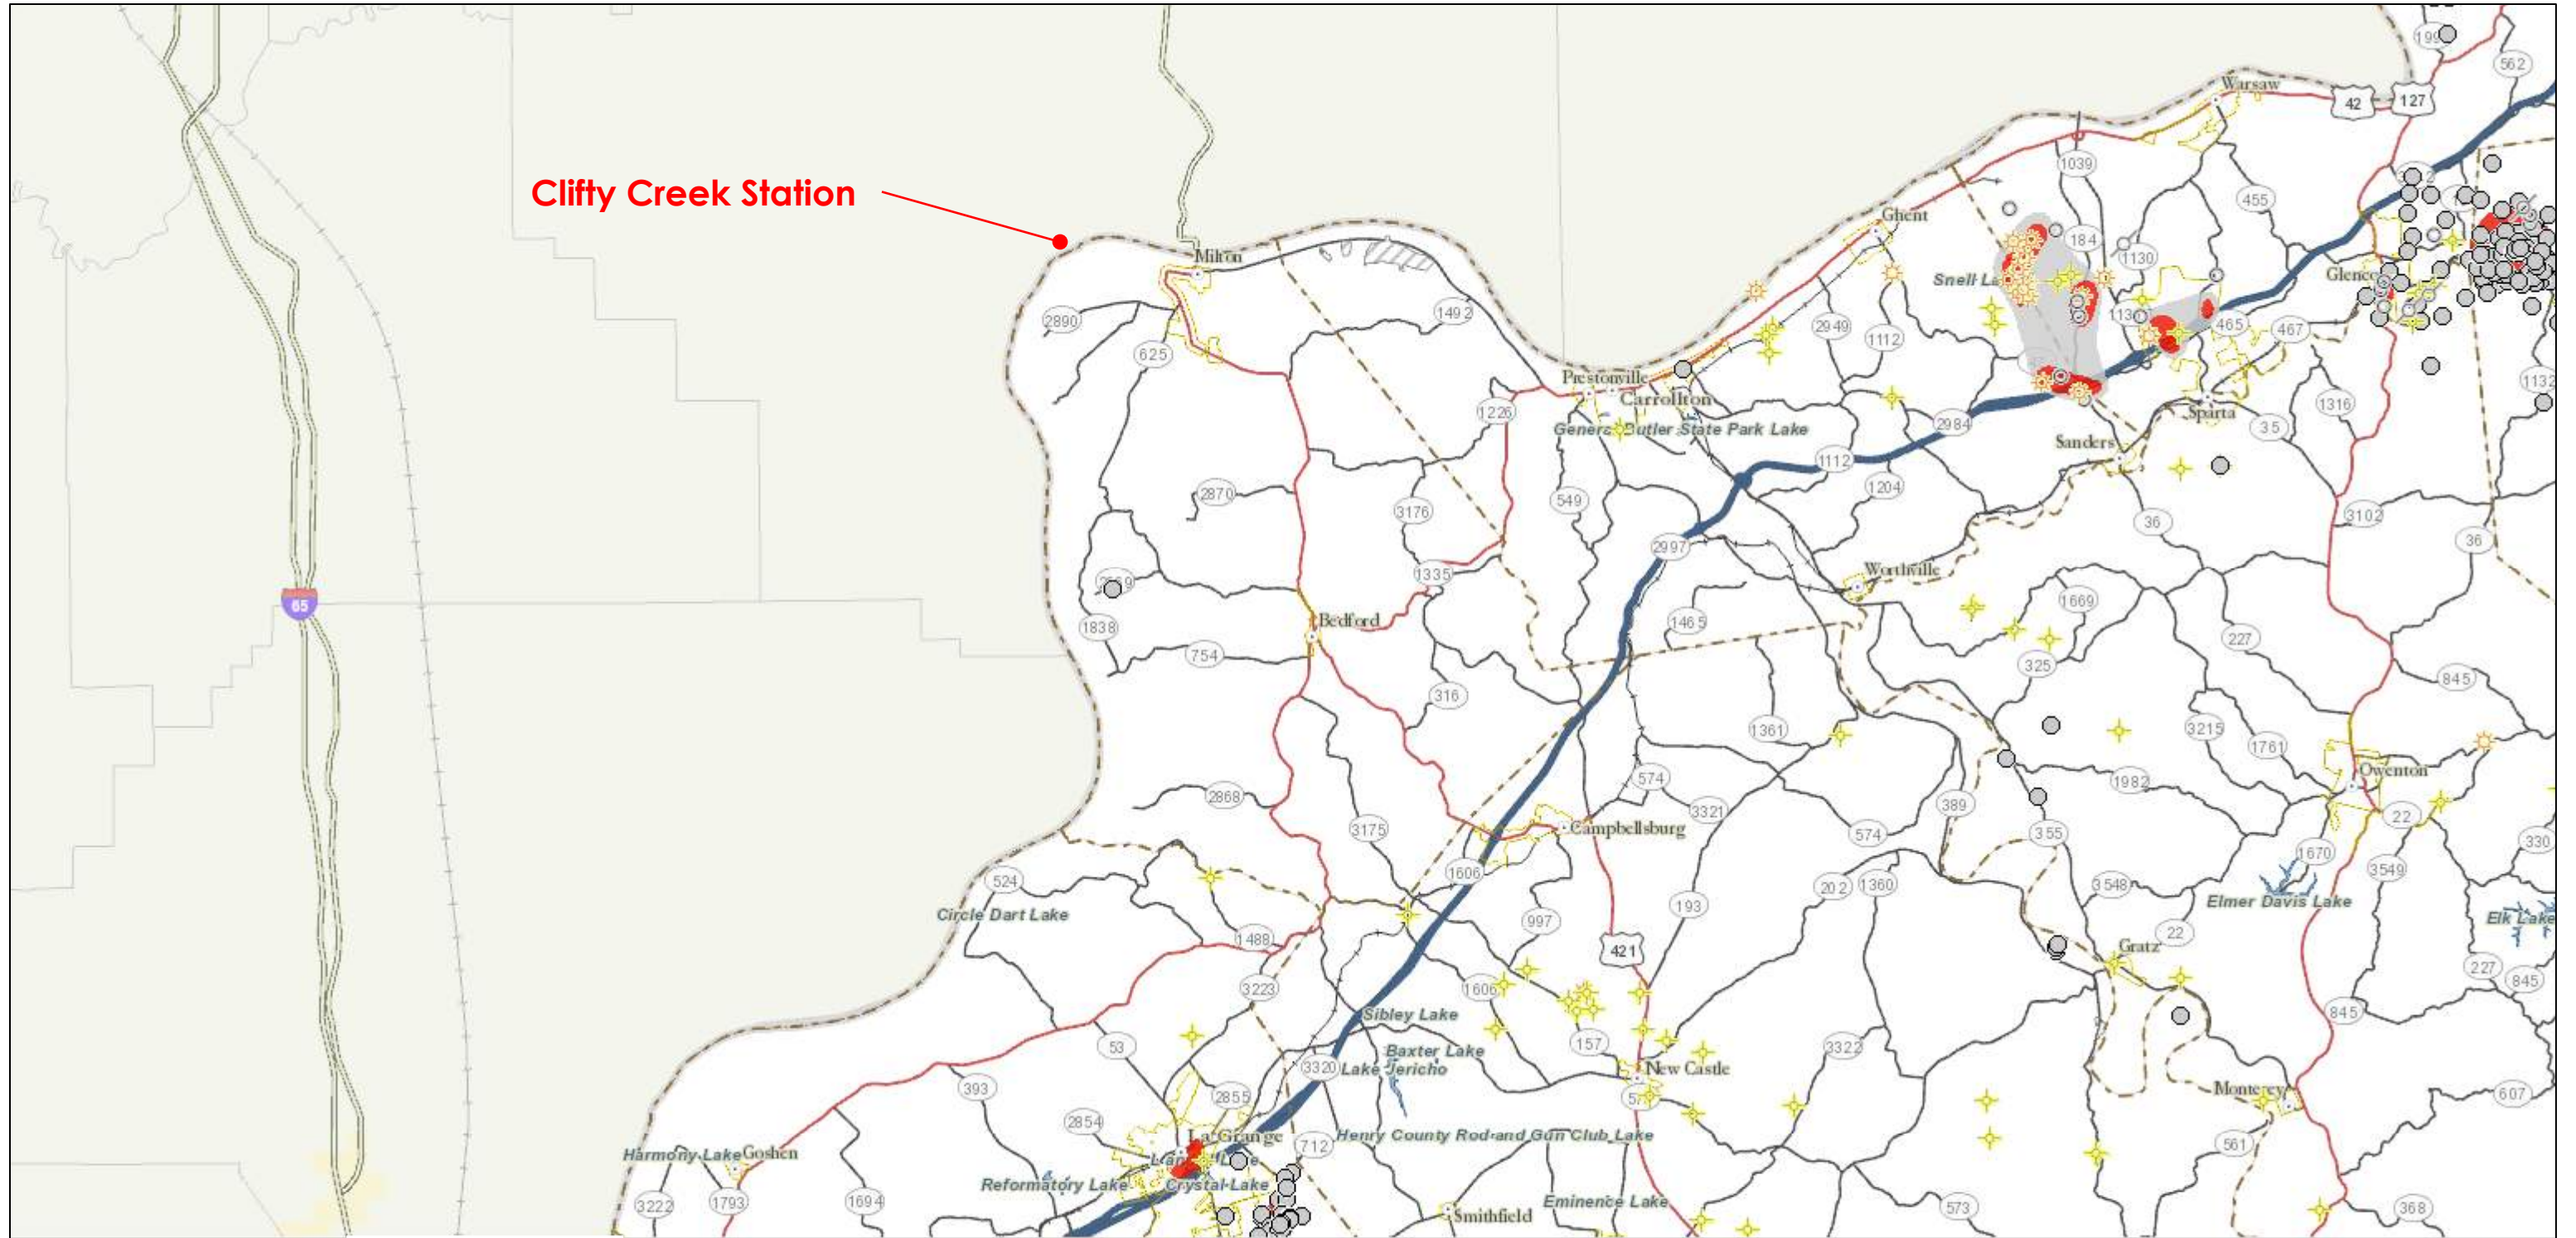 199
562
Warsaw
42
127
1039
Clifty Creek Station
455
Ghent
184
1130
Milton
Snell
Glenco
2890
1492
2949
1112
465
467
625
Prestonville
Carrollton
1132
1226
2984
Sparta
1316
35
General Butler State Park Lake
Sanders
1112
1204
2870
549
3176
3102
36
36
2997
1335
Worthville
65
1669
1838
Bedford
1465
227
754
325
316
845
1361
3215
1761
Owenton
574
1982
2868
3321
389
22
3175
Campbellsburg
574
355
330
1670
1606
3549
524
202
1360
3548
Elmer Davis Lake
Circle Dart Lake
193
Elk Lake
997
22
1488
421
Gratz
227
845
3223
1606
Sibley Lake
845
53
157
3322
Baxter Lake
3320
Lake Jericho
New Castle
393
2855
Monterey
607
2854
La Grange
712
Henry County Rod and Gun Club Lake
561
Harmony Lake
Goshen
Reformatory Lake
Crystal Lake
3222
1793
1694
Eminence Lake
Smithfield
573
368